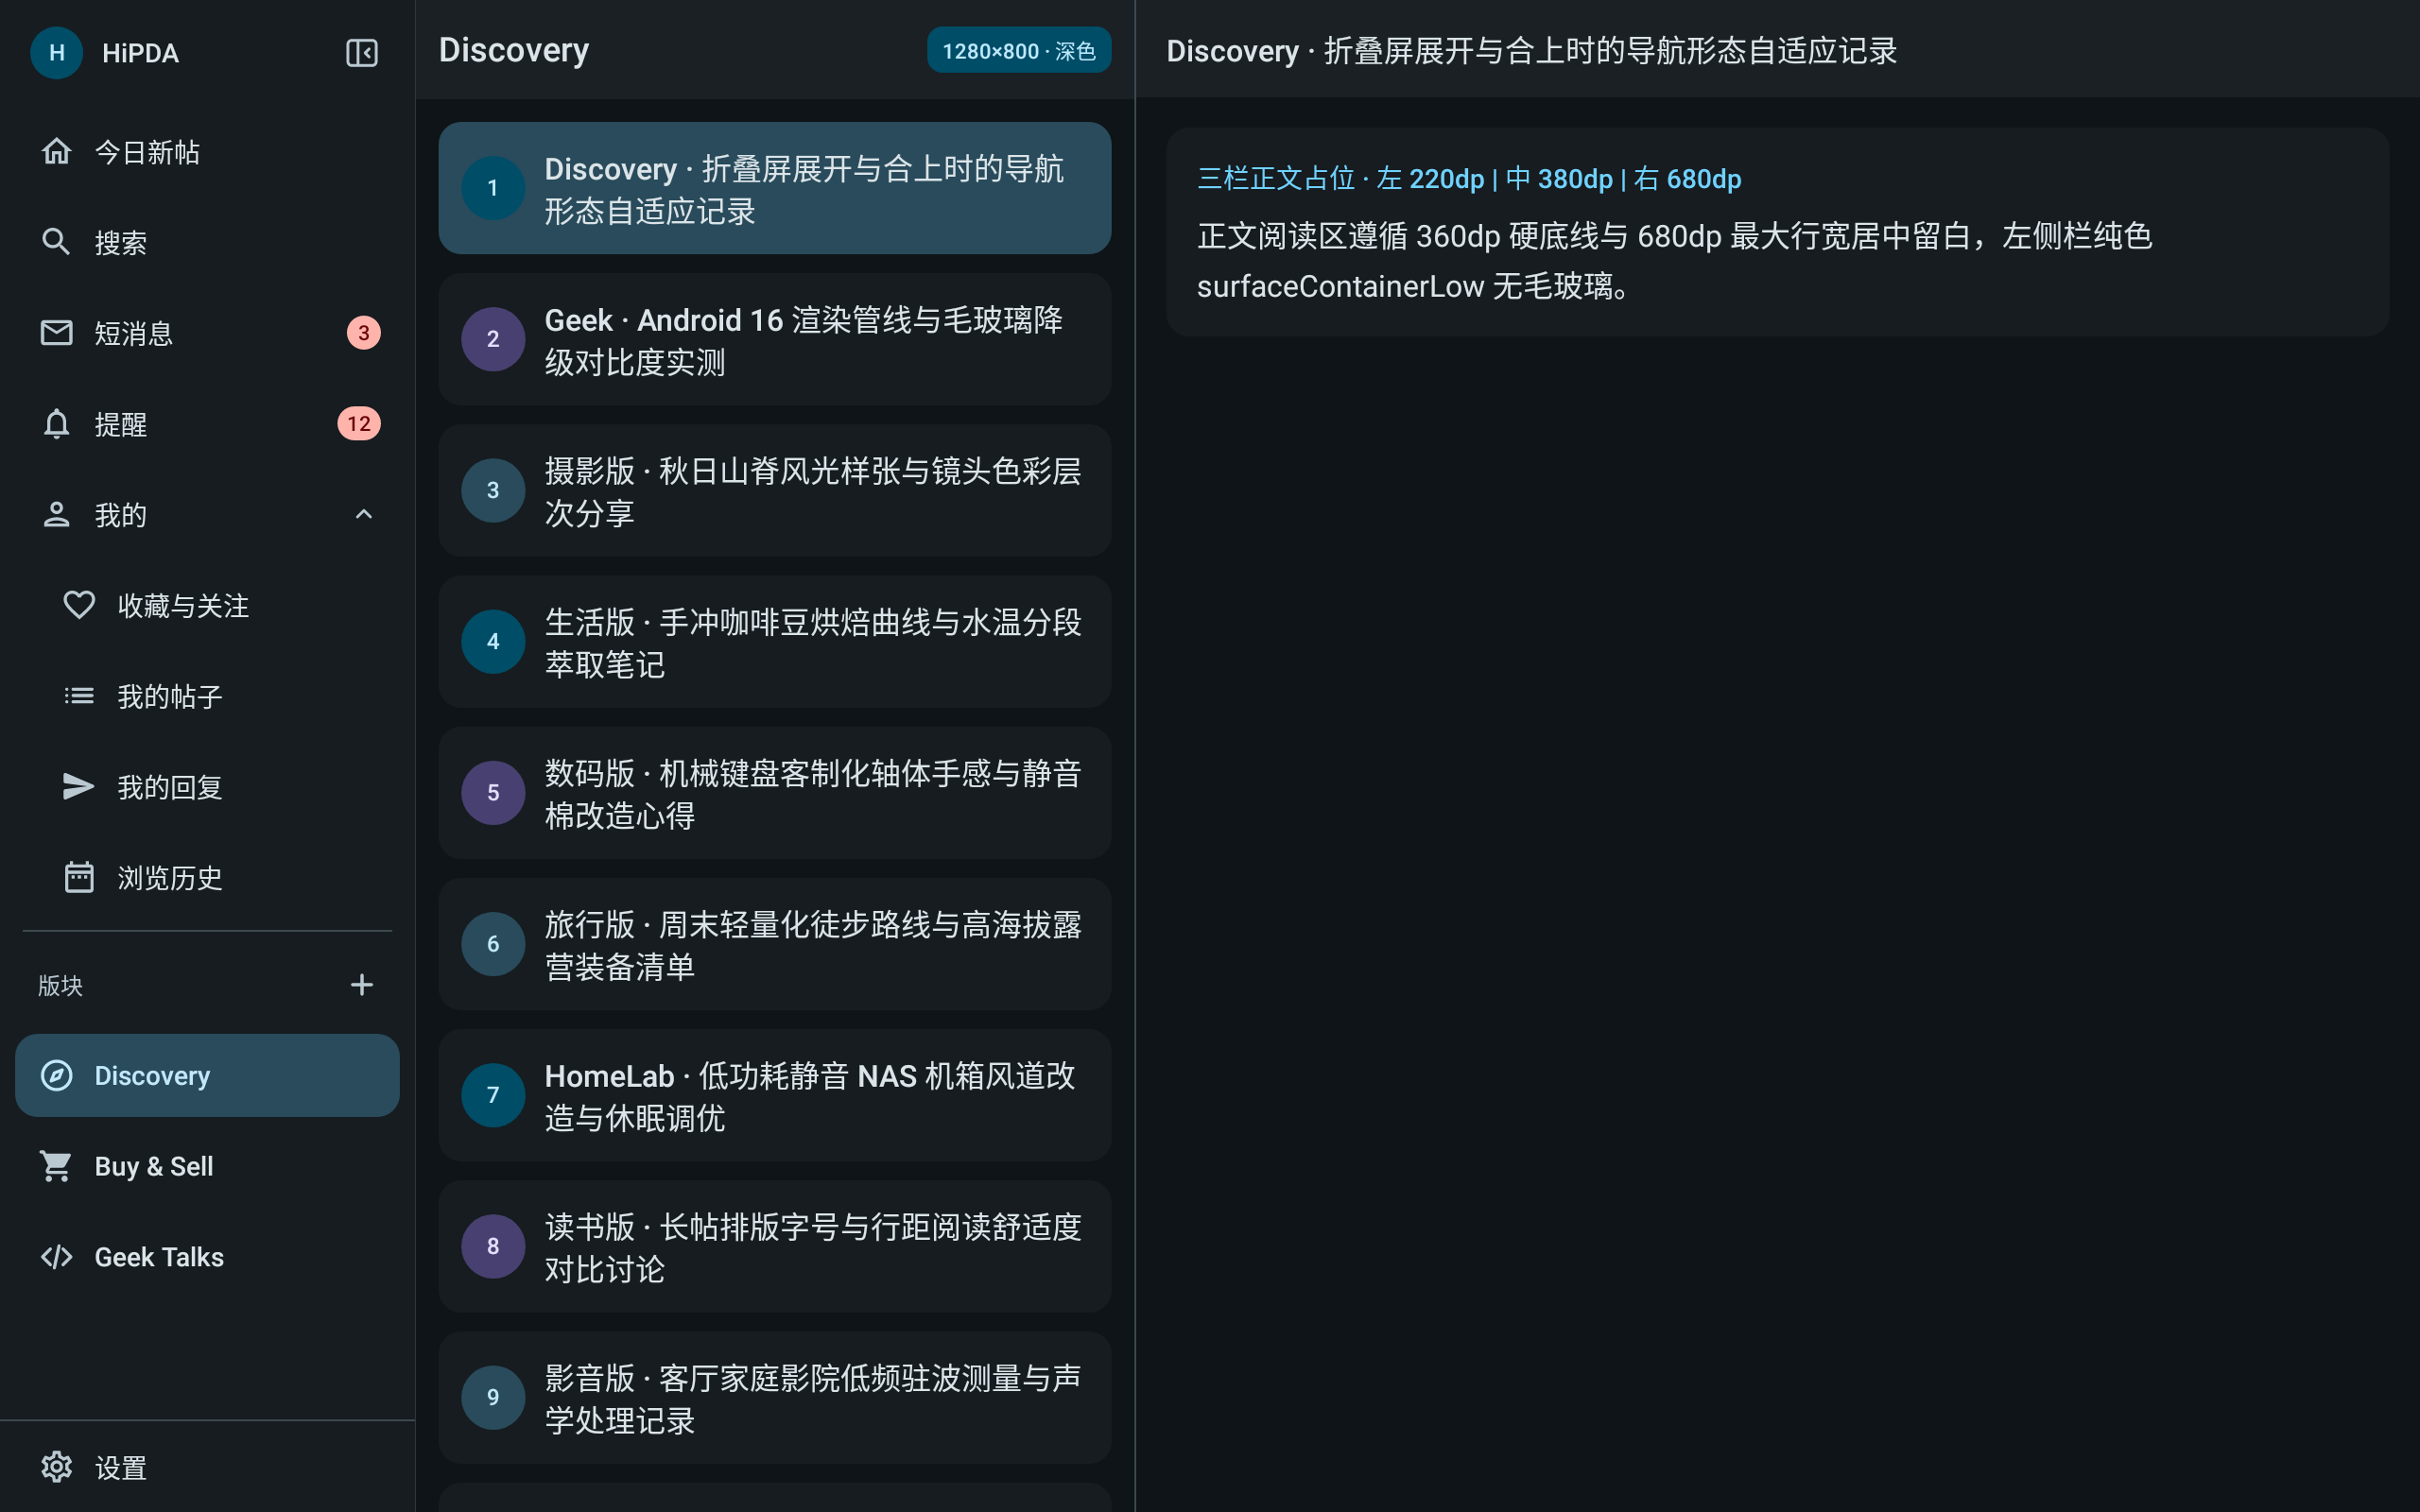 H
HiPDA
今日新帖
搜索
短消息
3
提醒
12
我的
收藏与关注
我的帖子
我的回复
浏览历史
版块
Discovery
Buy & Sell
Geek Talks
设置
Discovery
1280×800 · 深色
1
Discovery · 折叠屏展开与合上时的导航
形态自适应记录
2
Geek · Android 16 渲染管线与毛玻璃降
级对比度实测
3
摄影版 · 秋日山脊风光样张与镜头色彩层
次分享
4
生活版 · 手冲咖啡豆烘焙曲线与水温分段
萃取笔记
5
数码版 · 机械键盘客制化轴体手感与静音
棉改造心得
6
旅行版 · 周末轻量化徒步路线与高海拔露
营装备清单
7
HomeLab · 低功耗静音 NAS 机箱风道改
造与休眠调优
8
读书版 · 长帖排版字号与行距阅读舒适度
对比讨论
9
影音版 · 客厅家庭影院低频驻波测量与声
学处理记录
Discovery · 折叠屏展开与合上时的导航形态自适应记录
三栏正文占位 · 左 220dp | 中 380dp | 右 680dp
正文阅读区遵循 360dp 硬底线与 680dp 最大行宽居中留白，左侧栏纯色
surfaceContainerLow 无毛玻璃。